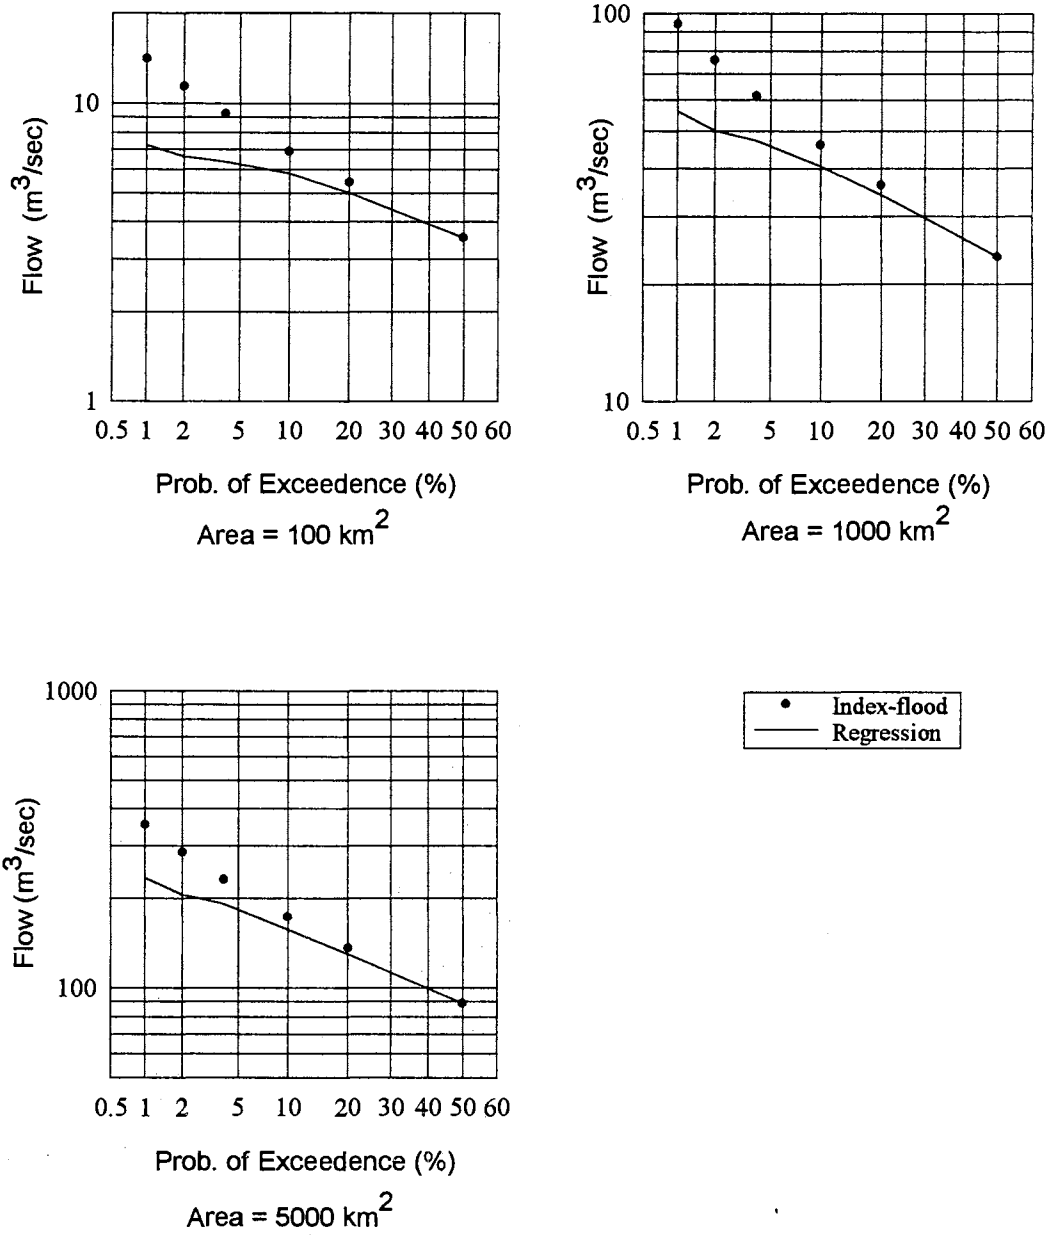 10
1
Flow (m3/sec)
0.5 1 2 5 10 20 30 40 50 60
Prob. of Exceedence (%)
Area = 100 km2
100
10
Flow (m3/sec)
0.5 1 2 5 10 20 30 40 50 60
Prob. of Exceedence (%)
Area = 1000 km2
1000
100
Flow (m3/sec)
0.5 1 2 5 10 20 30 40 50 60
Prob. of Exceedence (%)
Area = 5000 km2
Index-flood
Regression